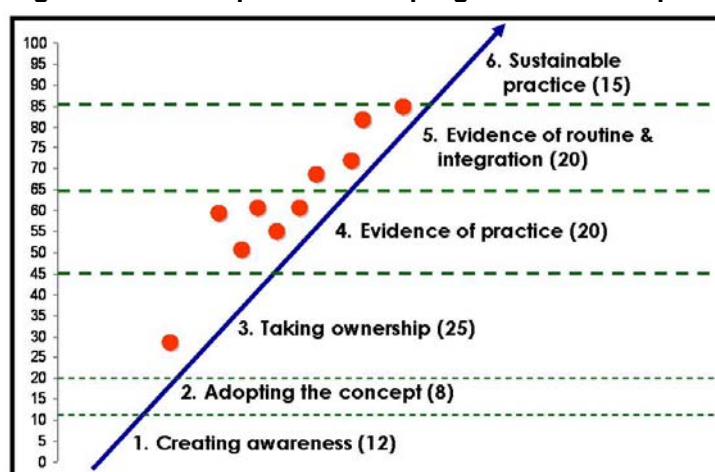 100
95
90
85
80
75
70
65
60
55
50
45
40
35
30
25
20
15
10
5
0
6. Sustainable
practice (15)
5. Evidence of routine &
integration (20)
4. Evidence of practice (20)
3. Taking ownership (25)
2. Adopting the concept (8)
1. Creating awareness (12)